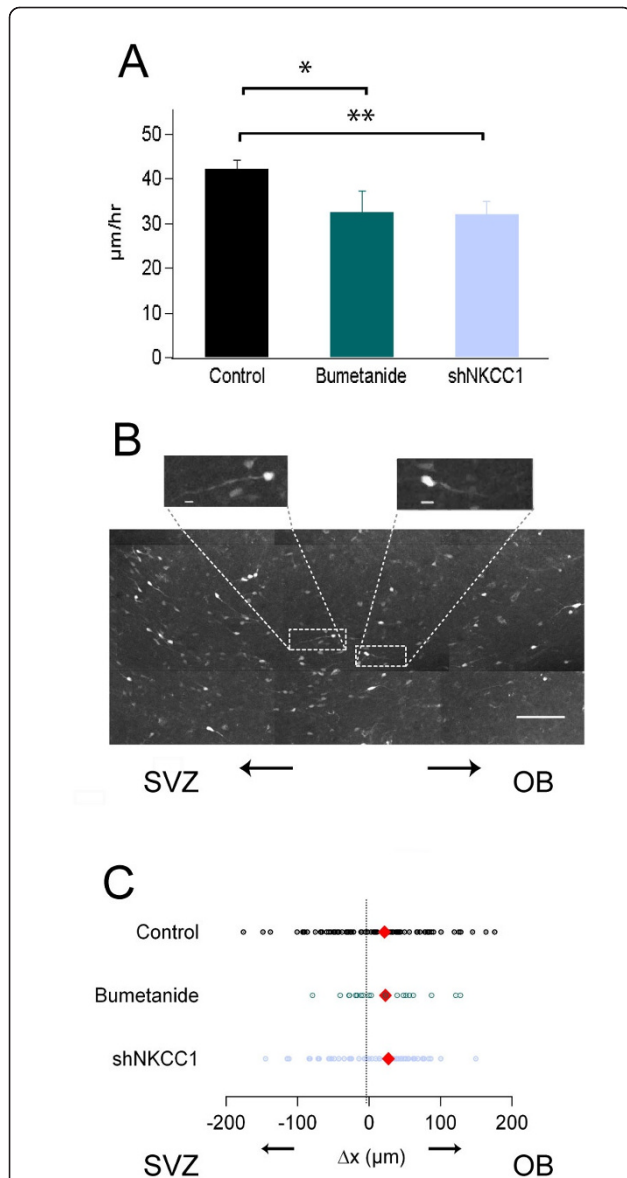 A
*
**
50
40
30
20
10
0
µm/hr
Control Bumetanide shNKCC1
B
SVZ OB
C
Control
Bumetanide
shNKCC1
-200 -100 0 100 200
SVZ Δx (µm) OB